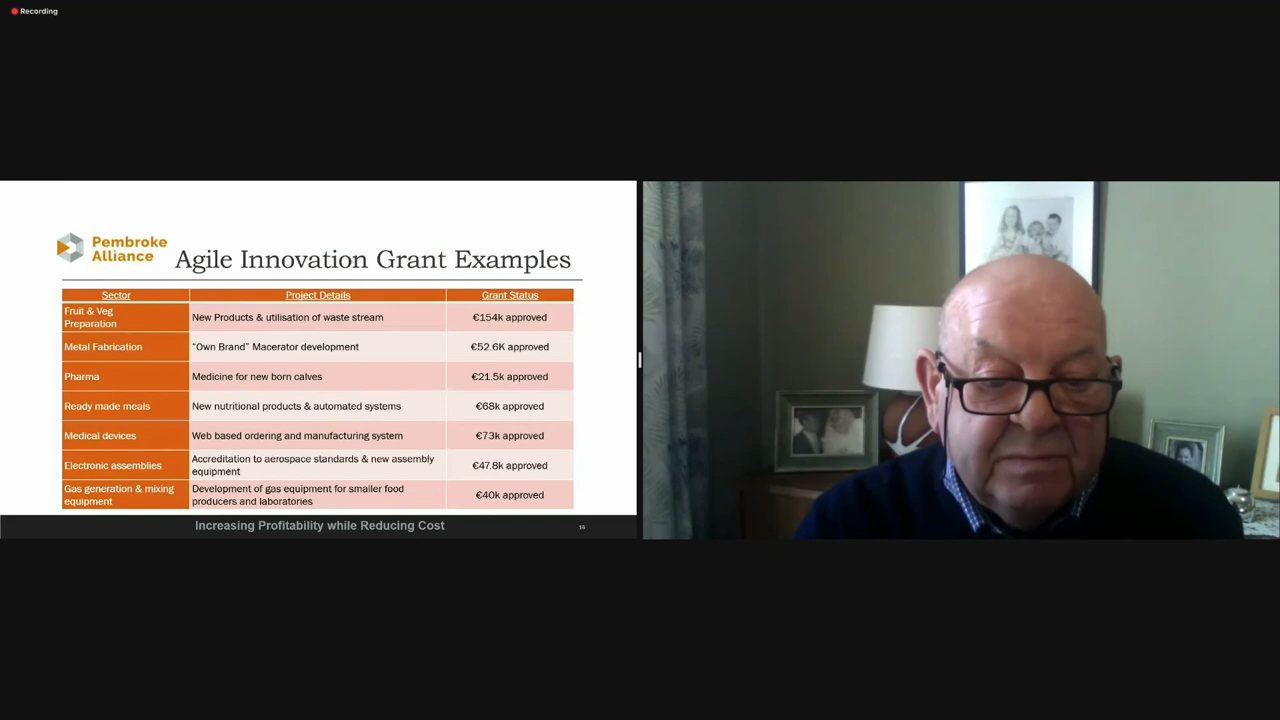 Recording
Pembroke
Alliance
Agile Innovation Grant Examples
Sector Project Details Grant Status
Fruit & Veg
Preparation
New Products & utilisation of waste stream
€154k approved
Metal Fabrication
“Own Brand” Macerator development
€52.6K approved
Pharma
Medicine for new born calves
€21.5k approved
Ready made meals
New nutritional products & automated systems
€68k approved
Medical devices
Web based ordering and manufacturing system
€73k approved
Electronic assemblies
Accreditation to aerospace standards & new assembly
equipment
€47.8k approved
Gas generation & mixing
equipment
Development of gas equipment for smaller food
producers and laboratories
€40k approved
Increasing Profitability while Reducing Cost
16